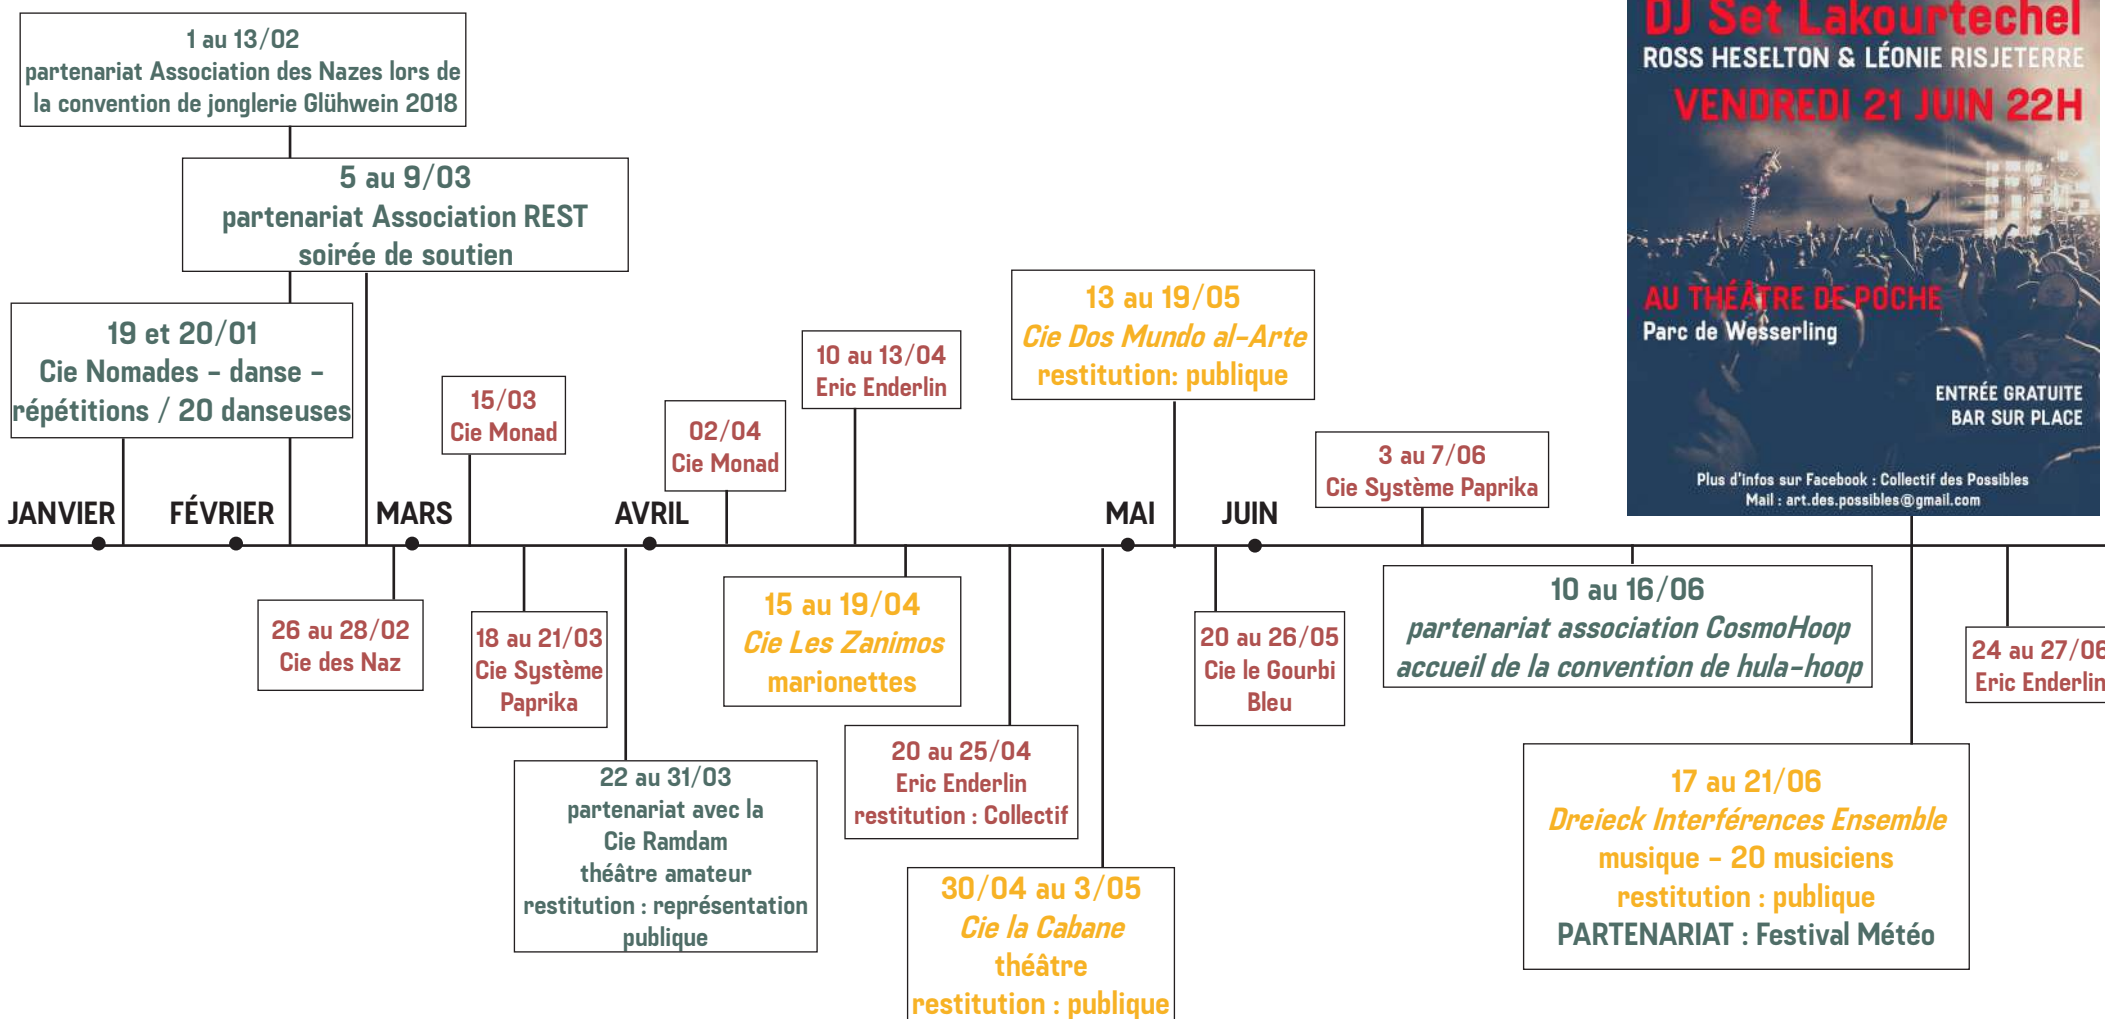 1 au 13/02
partenariat Association des Nazes lors de
la convention de jonglerie Glühwein 2018
5 au 9/03
partenariat Association REST
soirée de soutien
19 et 20/01
Cie Nomades - danse -
répétitions / 20 danseuses
15/03
Cie Monad
02/04
Cie Monad
10 au 13/04
Eric Enderlin
13 au 19/05
Cie Dos Mundo al-Arte
restitution: publique
3 au 7/06
Cie Système Paprika
DJ Set Lakourtechel
ROSS HESELTON & LÉONIE RISJETERRE
VENDREDI 21 JUIN 22H
AU THÉÂTRE DE POCHE
Parc de Wesserling
ENTRÉE GRATUITE
BAR SUR PLACE
Plus d'infos sur Facebook : Collectif des Possibles
Mail : art.des.possibles@gmail.com
JANVIER
FÉVRIER
MARS
AVRIL
MAI
JUIN
26 au 28/02
Cie des Naz
18 au 21/03
Cie Système
Paprika
22 au 31/03
partenariat avec la
Cie Ramdam
théâtre amateur
restitution : représentation
publique
15 au 19/04
Cie Les Zanimos
marionettes
20 au 25/04
Eric Enderlin
restitution : Collectif
30/04 au 3/05
Cie la Cabane
théâtre
restitution : publique
20 au 26/05
Cie le Gourbi
Bleu
10 au 16/06
partenariat association CosmoHoop
accueil de la convention de hula-hoop
17 au 21/06
Dreieck Interférences Ensemble
musique - 20 musiciens
restitution : publique
PARTENARIAT : Festival Météo
24 au 27/06
Eric Enderlin